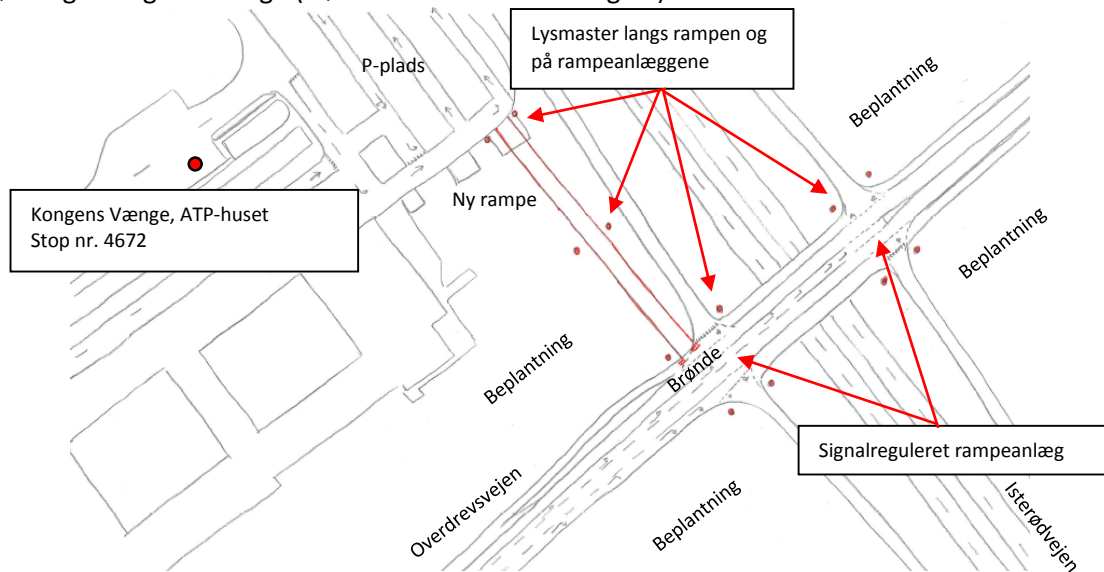 Lysmaster langs rampen og
på rampeanlæggene
P-plads
Beplantning
Kongens Vænge, ATP-huset
Stop nr. 4672
Ny rampe
Beplantning
Beplantning
Brønde
Signalreguleret rampeanlæg
Overdrevsvejen
Beplantning
Isterødvejen